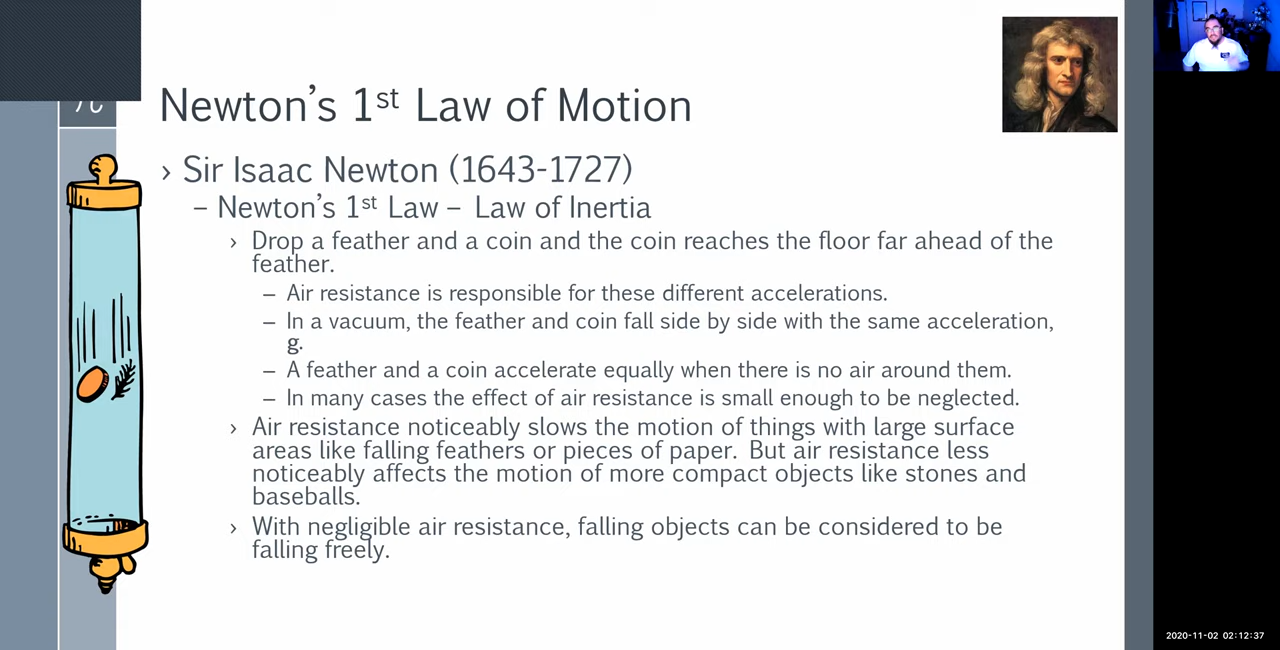 Newton’s 1st Law of Motion
› Sir Isaac Newton (1643-1727)
– Newton’s 1st Law – Law of Inertia
› Drop a feather and a coin and the coin reaches the floor far ahead of the
feather.
– Air resistance is responsible for these different accelerations.
– In a vacuum, the feather and coin fall side by side with the same acceleration,
g.
– A feather and a coin accelerate equally when there is no air around them.
– In many cases the effect of air resistance is small enough to be neglected.
› Air resistance noticeably slows the motion of things with large surface
areas like falling feathers or pieces of paper. But air resistance less
noticeably affects the motion of more compact objects like stones and
baseballs.
› With negligible air resistance, falling objects can be considered to be
falling freely.
2020-11-02 02:12:37